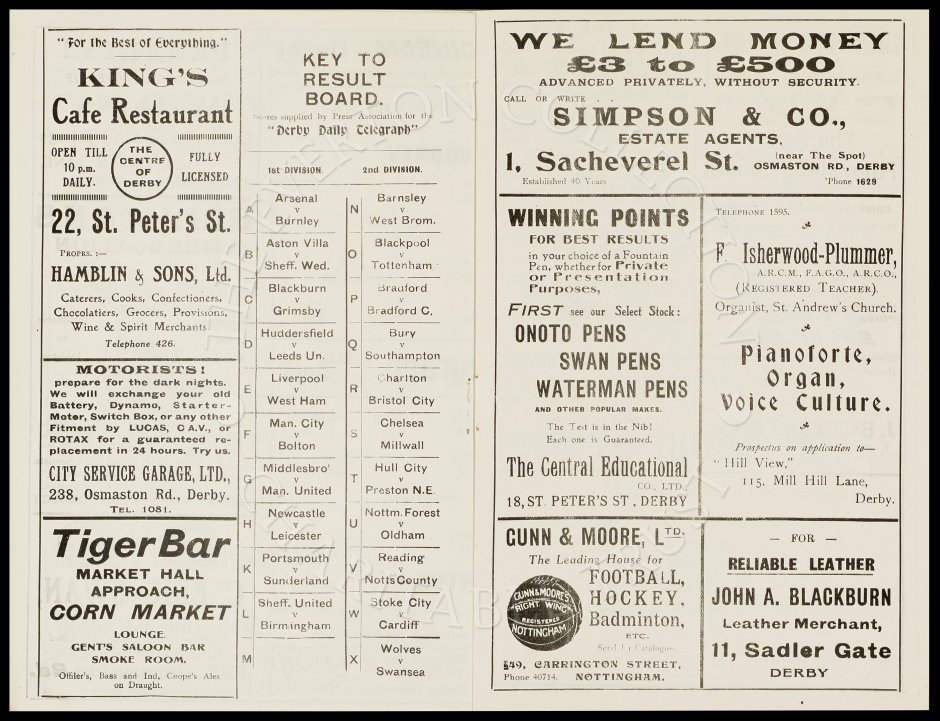 "For the Best of Everything."
KING'S
Cafe Restaurant
OPEN TILL
10 p.m.
DAILY.
THE
CENTRE
OF
DERBY
FULLY
LICENSED
22, St. Peter's St.
PROPRS. :—
HAMBLIN & SONS, Ltd.
Caterers, Cooks, Confectioners,
Chocolatiers, Grocers, Provisions,
Wine & Spirit Merchants
Telephone 426.
MOTORISTS!
prepare for the dark nights.
We will exchange your old
Battery, Dynamo, Starter-
Motor, Switch Box, or any other
Fitment by LUCAS, C.A.V., or
ROTAX for a guaranteed re-
placement in 24 hours. Try us.
CITY SERVICE GARAGE, LTD.,
238, Osmaston Rd., Derby.
TEL. 1081.
Tiger Bar
MARKET HALL
APPROACH,
CORN MARKET
LOUNGE.
GENT'S SALOON BAR
SMOKE ROOM.
Offiler's, Bass and Ind, Coope's Ales
on Draught.
KEY TO
RESULT
BOARD.
Scores supplied by Press Association for the
"Derby Daily Telegraph"
1st DIVISION.
A
Arsenal
v
Burnley
B
Aston Villa
v
Sheff. Wed.
C
Blackburn
v
Grimsby
D
Huddersfield
v
Leeds Un.
E
Liverpool
v
West Ham
F
Man. City
v
Bolton
G
Middlesbro'
v
Man. United
H
Newcastle
v
Leicester
K
Portsmouth
v
Sunderland
L
Sheff. United
v
Birmingham
M
2nd DIVISION.
N
Barnsley
v
West Brom.
O
Blackpool
v
Tottenham
P
Bradford
v
Bradford C.
Q
Bury
v
Southampton
R
Charlton
v
Bristol City
S
Chelsea
v
Millwall
T
Hull City
v
Preston N.E.
U
Nottm. Forest
v
Oldham
V
Reading
v
Notts County
W
Stoke City
v
Cardiff
X
Wolves
v
Swansea
WE LEND MONEY
£3 to £500
ADVANCED PRIVATELY, WITHOUT SECURITY.
CALL OR WRITE . .
SIMPSON & CO.,
ESTATE AGENTS,
1, Sacheverel St. (near The Spot)
OSMASTON RD, DERBY
Established 40 Years
'Phone 1629
WINNING POINTS
FOR BEST RESULTS
in your choice of a Fountain
Pen, whether for Private
or Presentation
Purposes,
FIRST see our Select Stock:
ONOTO PENS
SWAN PENS
WATERMAN PENS
AND OTHER POPULAR MAKES.
The Test is in the Nib!
Each one is Guaranteed.
The Central Educational
CO., LTD.
18, ST. PETER'S ST., DERBY
TELEPHONE 1595.
F. Isherwood-Plummer,
A.R.C.M., F.A.G.O., A.R.C.O.,
(REGISTERED TEACHER).
Organist, St. Andrew's Church.
Pianoforte,
Organ,
Voice Culture.
Prospectus on application to—
"Hill View,"
115, Mill Hill Lane,
Derby.
GUNN & MOORE, LTD.
The Leading House for
FOOTBALL,
HOCKEY,
Badminton,
ETC.
Send for Catalogue.
GUNN & MOORE'S
"RIGHT WING"
REGISTERED
NOTTINGHAM
49, CARRINGTON STREET,
Phone 40714. NOTTINGHAM.
— FOR —
RELIABLE LEATHER
JOHN A. BLACKBURN
Leather Merchant,
11, Sadler Gate
DERBY
THE EVERTON COLLECTION
CHARITABLE TRUST